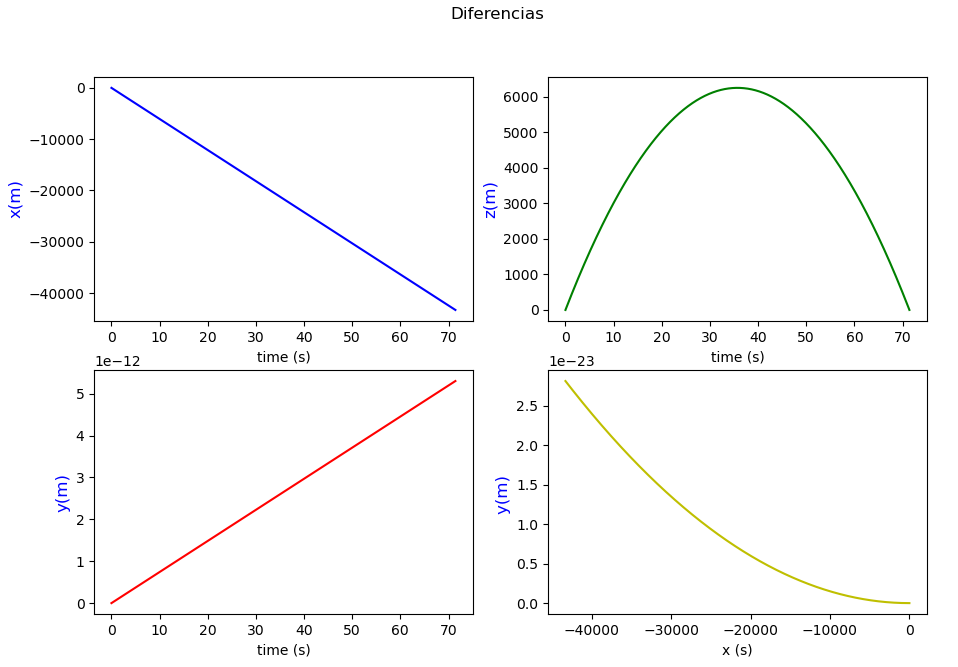 Diferencias
x(m)
0
−10000
−20000
−30000
−40000
0 10 20 30 40 50 60 70
time (s)
z(m)
6000
5000
4000
3000
2000
1000
0
0 10 20 30 40 50 60 70
time (s)
1e−12
y(m)
5
4
3
2
1
0
0 10 20 30 40 50 60 70
time (s)
1e−23
y(m)
2.5
2.0
1.5
1.0
0.5
0.0
−40000 −30000 −20000 −10000 0
x (s)